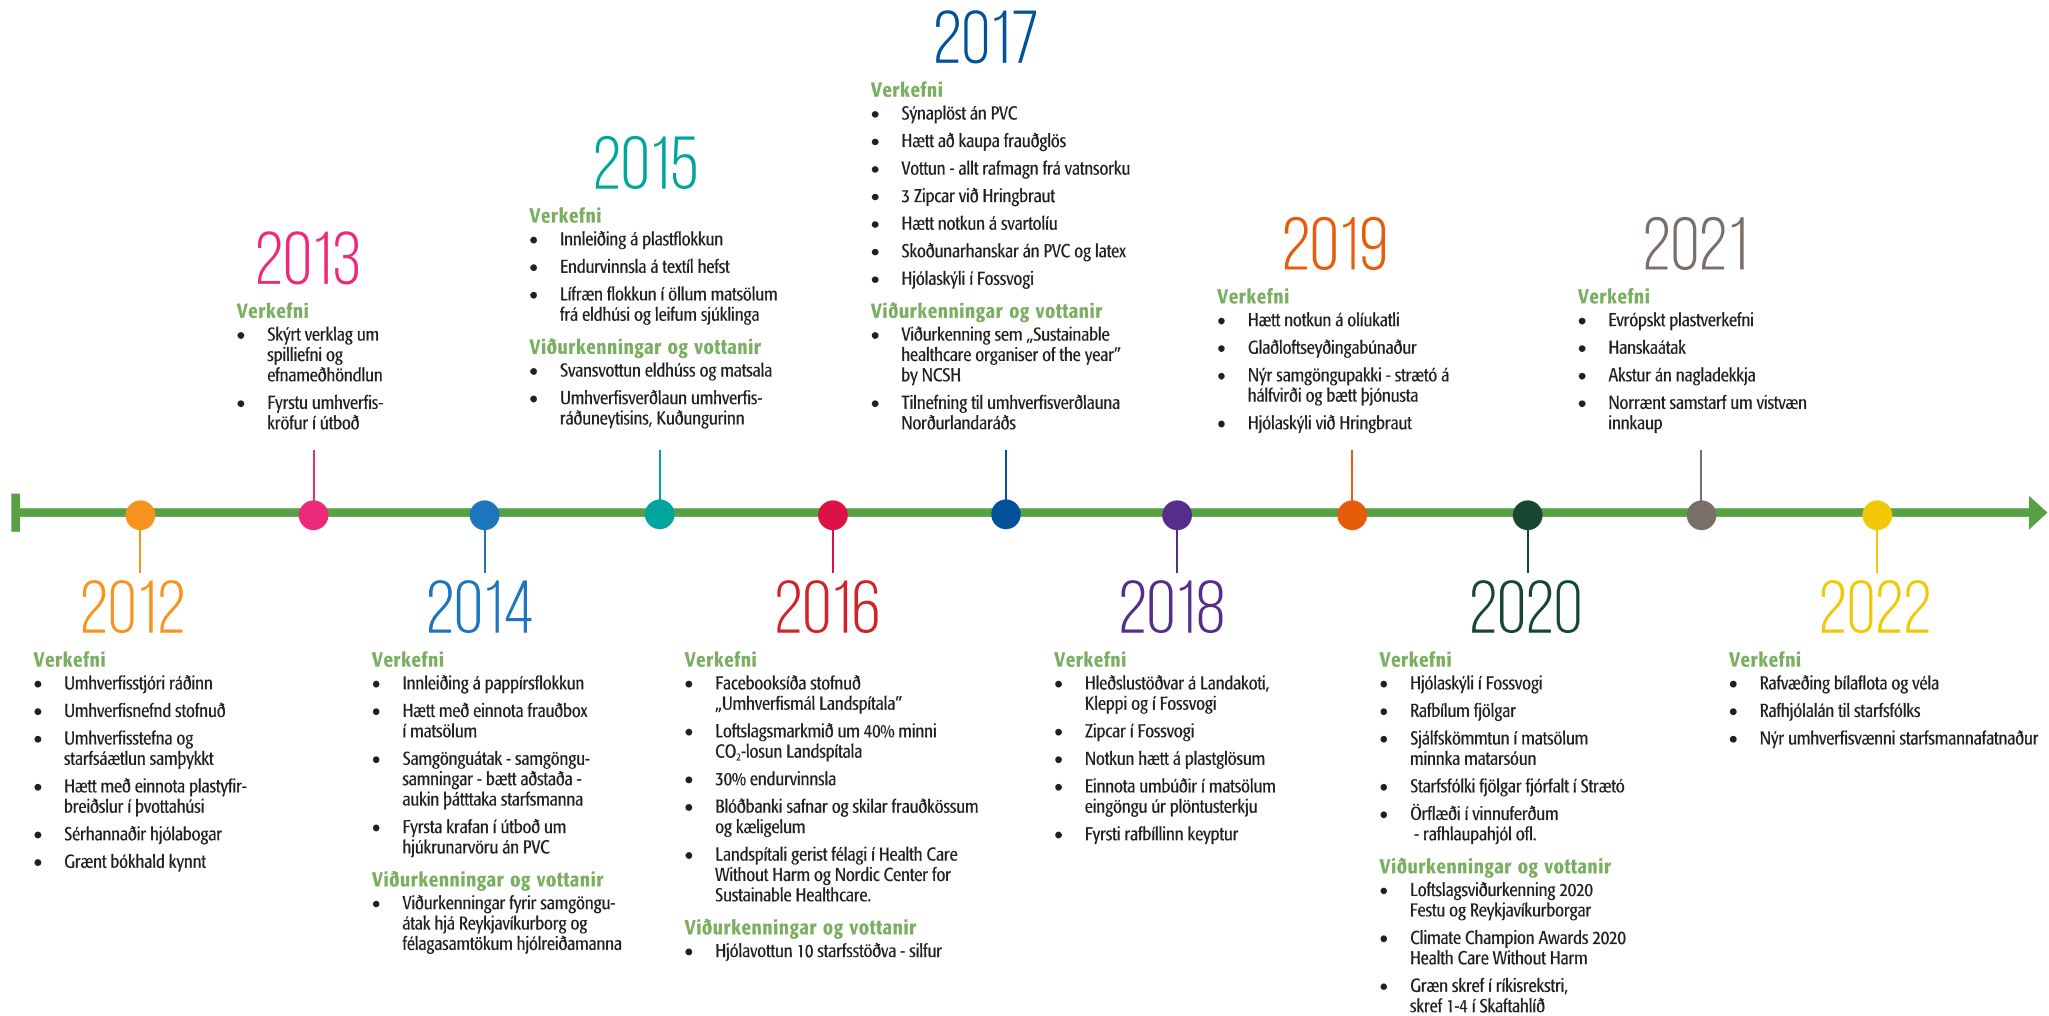 2017
Verkefni
• Sýnaplöst án PVC
• Hætt að kaupa frauðglös
• Vottun - allt rafmagn frá vatnsorku
• 3 Zipcar við Hringbraut
• Hætt notkun á svartolíu
• Skoðunarhanskar án PVC og latex
• Hjólaskýli í Fossvogi
Viðurkenningar og vottanir
• Viðurkenning sem „Sustainable
healthcare organiser of the year”
by NCSH
• Tilnefning til umhverfisverðlauna
Norðurlandaráðs
2015
Verkefni
• Innleiðing á plastflokkun
• Endurvinnsla á textíl hefst
• Lífræn flokkun í öllum matsölum
frá eldhúsi og leifum sjúklinga
Viðurkenningar og vottanir
• Svansvottun eldhúss og matsala
• Umhverfisverðlaun umhverfis-
ráðuneytisins, Kuðungurinn
2013
Verkefni
• Skýrt verklag um
spilliefni og
efnameðhöndlun
• Fyrstu umhverfis-
kröfur í útboð
2019
Verkefni
• Hætt notkun á olíukatli
• Glaðloftseyðingabúnaður
• Nýr samgöngupakki - strætó á
hálfvirði og bætt þjónusta
• Hjólaskýli við Hringbraut
2021
Verkefni
• Evrópskt plastverkefni
• Hanskaátak
• Akstur án nagladekkja
• Norrænt samstarf um vistvæn
innkaup
2012
Verkefni
• Umhverfisstjóri ráðinn
• Umhverfisnefnd stofnuð
• Umhverfisstefna og
starfsáætlun samþykkt
• Hætt með einnota plastyfir-
breiðslur í þvottahúsi
• Sérhannaðir hjólabogar
• Grænt bókhald kynnt
2014
Verkefni
• Innleiðing á pappírsflokkun
• Hætt með einnota frauðbox
í matsölum
• Samgönguátak - samgöngu-
samningar - bætt aðstaða -
aukin þátttaka starfsmanna
• Fyrsta krafan í útboð um
hjúkrunarvöru án PVC
Viðurkenningar og vottanir
• Viðurkenningar fyrir samgöngu-
átak hjá Reykjavíkurborg og
félagasamtökum hjólreiðamanna
2016
Verkefni
• Facebooksíða stofnuð
„Umhverfismál Landspítala”
• Loftslagsmarkmið um 40% minni
CO₂-losun Landspítala
• 30% endurvinnsla
• Blóðbanki safnar og skilar frauðkössum
og kæligelum
• Landspítali gerist félagi í Health Care
Without Harm og Nordic Center for
Sustainable Healthcare.
Viðurkenningar og vottanir
• Hjólavottun 10 starfsstöðva - silfur
2018
Verkefni
• Hleðslustöðvar á Landakoti,
Kleppi og í Fossvogi
• Zipcar í Fossvogi
• Notkun hætt á plastglösum
• Einnota umbúðir í matsölum
eingöngu úr plöntusterkju
• Fyrsti rafbíllinn keyptur
2020
Verkefni
• Hjólaskýli í Fossvogi
• Rafbílum fjölgar
• Sjálfskömmtun í matsölum
minnka matarsóun
• Starfsfólki fjölgar fjórfalt í Strætó
• Örflæði í vinnuferðum
- rafhlaupahjól ofl.
Viðurkenningar og vottanir
• Loftslagsviðurkenning 2020
Festu og Reykjavíkurborgar
• Climate Champion Awards 2020
Health Care Without Harm
• Græn skref í ríkisrekstri,
skref 1-4 í Skaftahlíð
2022
Verkefni
• Rafvæðing bílaflota og véla
• Rafhjólalán til starfsfólks
• Nýr umhverfisvænni starfsmannafatnaður